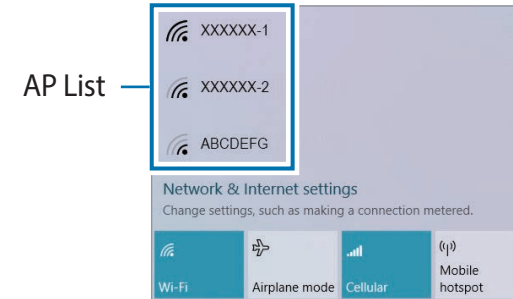 AP List
XXXXXX-1
XXXXXX-2
ABCDEFG
Network & Internet settings
Change settings, such as making a connection metered.
Wi-Fi
Airplane mode
Cellular
Mobile
hotspot